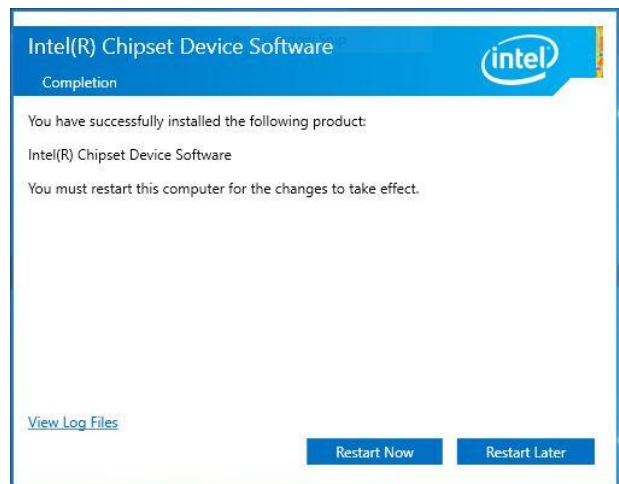 Intel(R) Chipset Device Software
intel
Completion
You have successfully installed the following product:
Intel(R) Chipset Device Software
You must restart this computer for the changes to take effect.
View Log Files
Restart Now
Restart Later